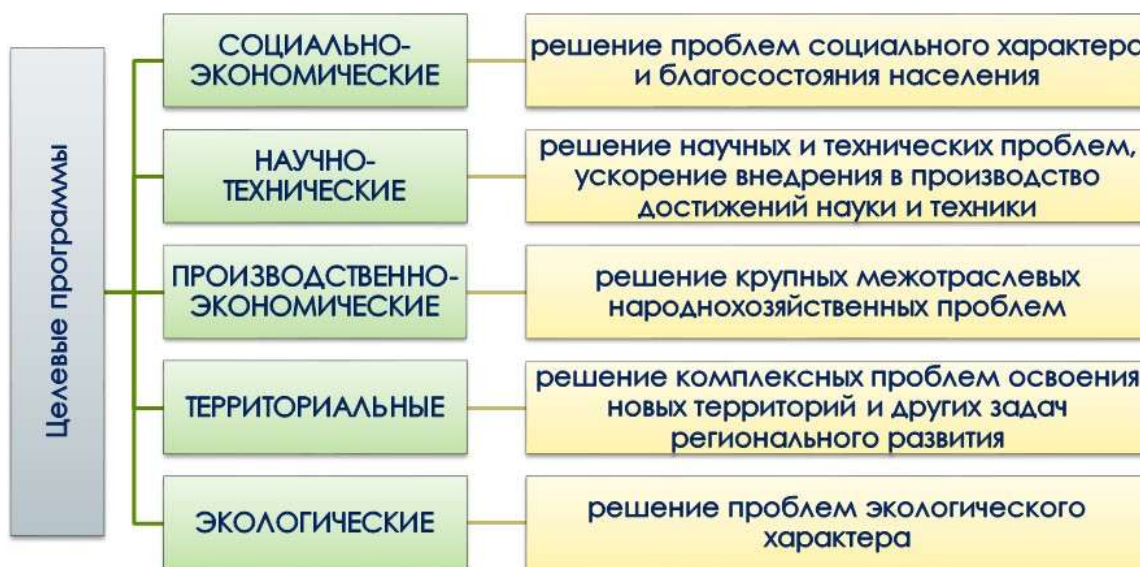 Целевые программы
СОЦИАЛЬНО-
ЭКОНОМИЧЕСКИЕ
решение проблем социального характера
и благосостояния населения
НАУЧНО-
ТЕХНИЧЕСКИЕ
решение научных и технических проблем,
ускорение внедрения в производство
достижений науки и техники
ПРОИЗВОДСТВЕННО-
ЭКОНОМИЧЕСКИЕ
решение крупных межотраслевых
народнохозяйственных проблем
ТЕРРИТОРИАЛЬНЫЕ
решение комплексных проблем освоения
новых территорий и других задач
регионального развития
ЭКОЛОГИЧЕСКИЕ
решение проблем экологического
характера